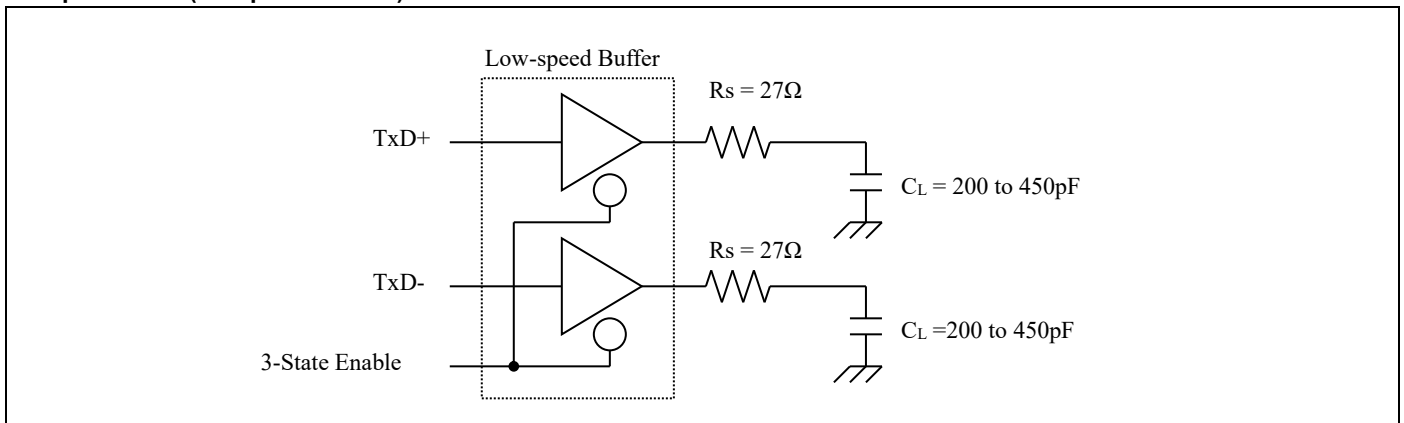 Low-speed Buffer
Rs = 27Ω
TxD+
CL = 200 to 450pF
Rs = 27Ω
TxD-
CL =200 to 450pF
3-State Enable